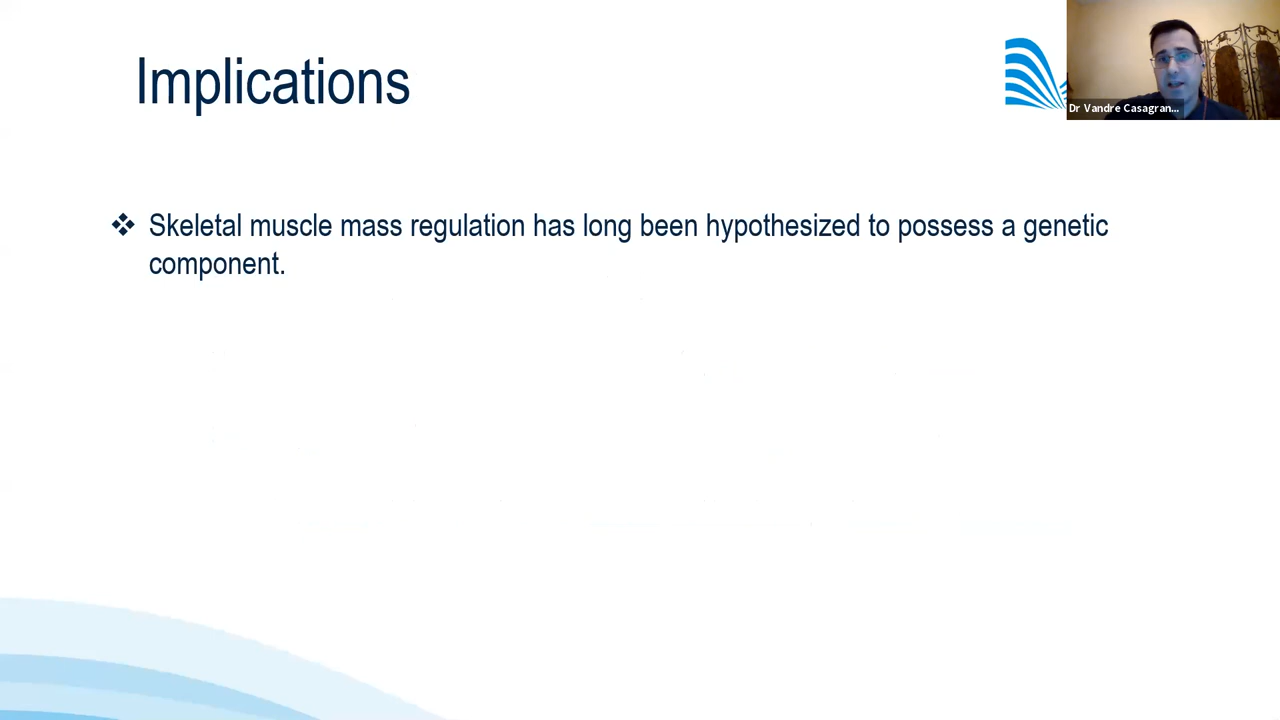 Implications
Dr Vandre Casagran...
❖ Skeletal muscle mass regulation has long been hypothesized to possess a genetic
component.